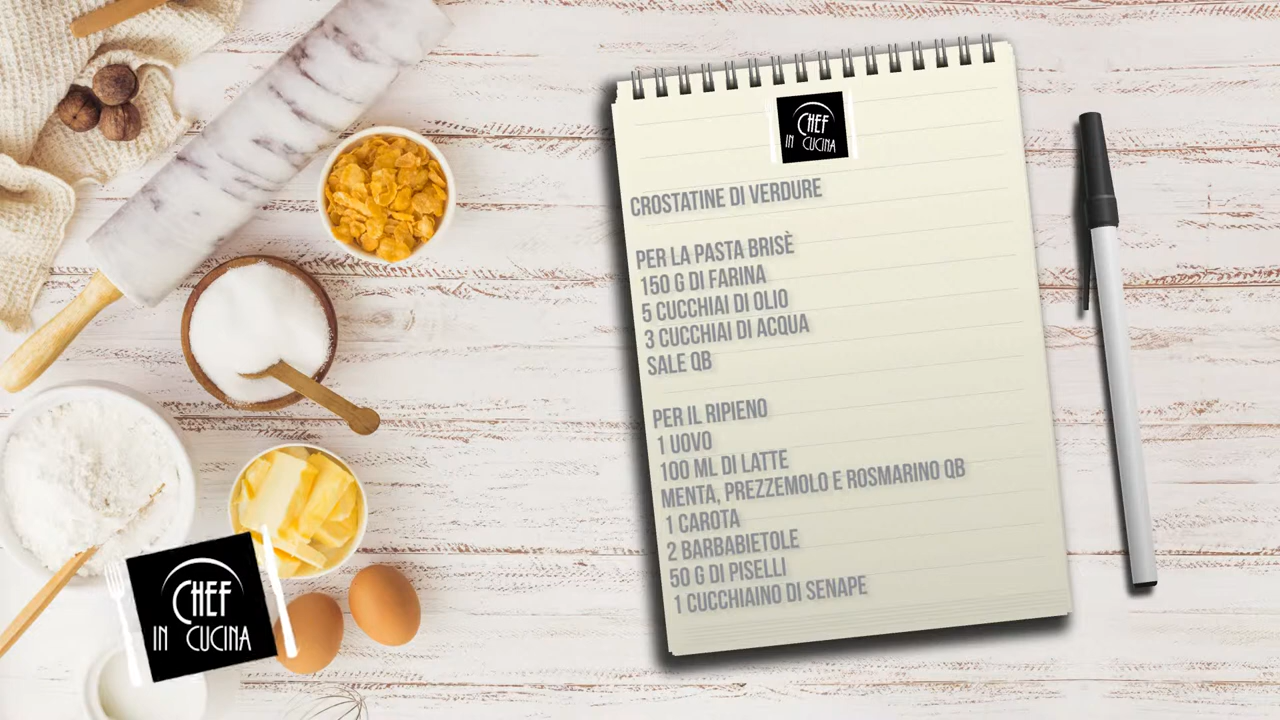 CHEF
IN CUCINA
CROSTATINE DI VERDURE
PER LA PASTA BRISÈ
150 G DI FARINA
5 CUCCHIAI DI OLIO
3 CUCCHIAI DI ACQUA
SALE QB
PER IL RIPIENO
1 UOVO
100 ML DI LATTE
MENTA, PREZZEMOLO E ROSMARINO QB
1 CAROTA
2 BARBABIETOLE
50 G DI PISELLI
1 CUCCHIAINO DI SENAPE
CHEF
IN CUCINA